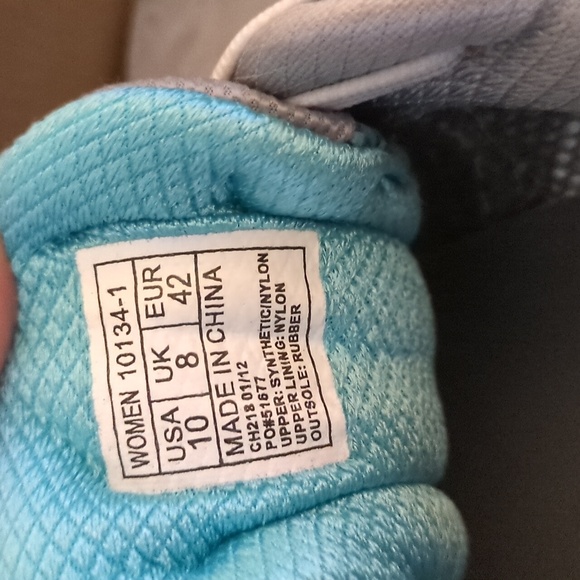 WOMEN 10134-1
USA UK EUR
10 8 42
MADE IN CHINA
CH218 01/12
PO#51677
UPPER: SYNTHETIC/NYLON
UPPER LINING: NYLON
OUTSOLE: RUBBER